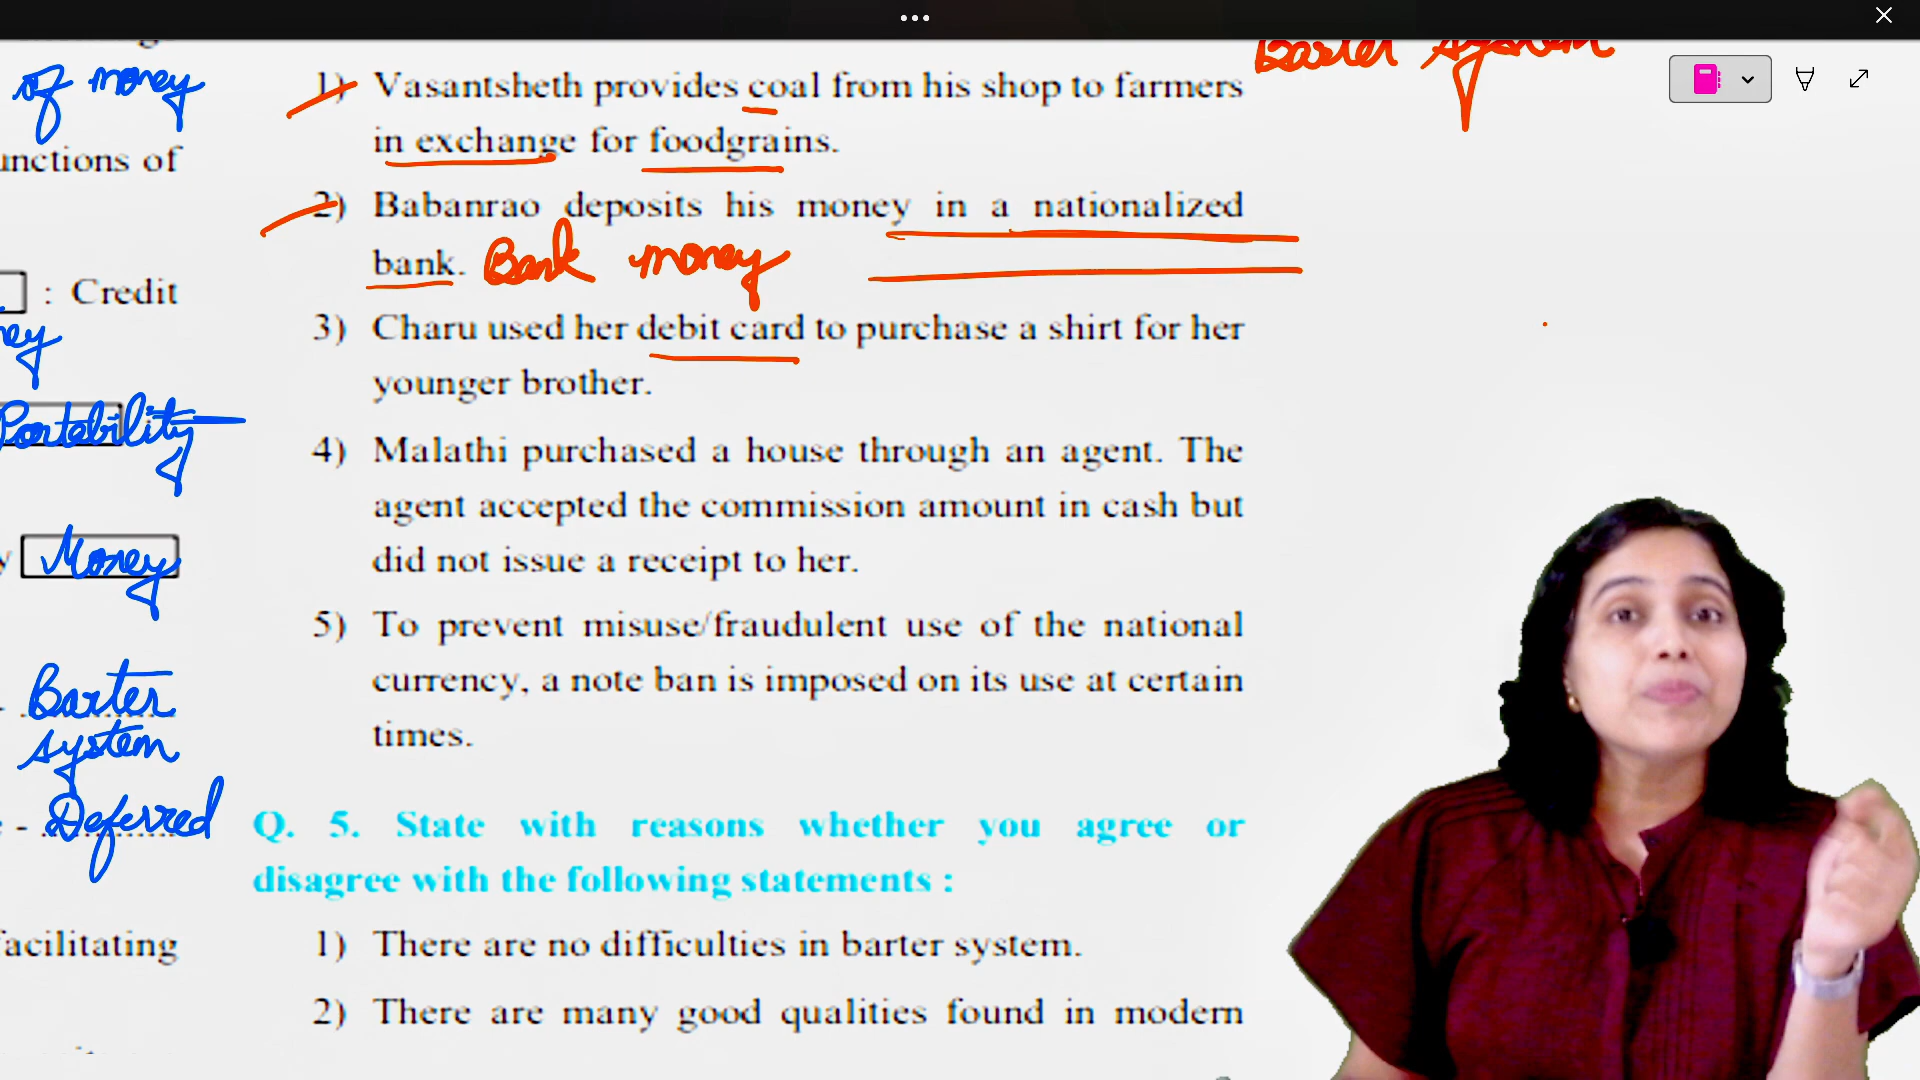 Barter system
of money
unctions of
: Credit
ney
Portability
y Money
- Barter
system
e - Deferred
facilitating
1) Vasantsheth provides coal from his shop to farmers
in exchange for foodgrains.
2) Babanrao deposits his money in a nationalized
bank. Bank money
3) Charu used her debit card to purchase a shirt for her
younger brother.
4) Malathi purchased a house through an agent. The
agent accepted the commission amount in cash but
did not issue a receipt to her.
5) To prevent misuse/fraudulent use of the national
currency, a note ban is imposed on its use at certain
times.
Q. 5. State with reasons whether you agree or
disagree with the following statements :
1) There are no difficulties in barter system.
2) There are many good qualities found in modern